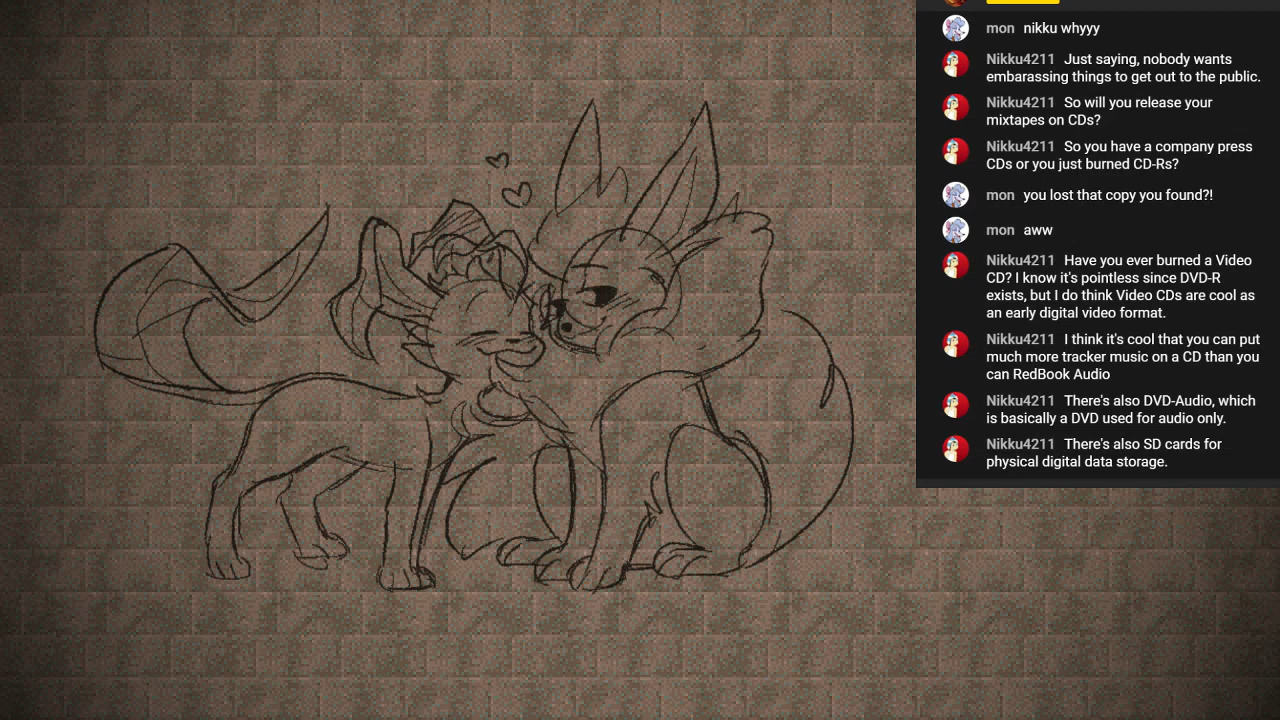 mon nikku whyyy
Nikku4211 Just saying, nobody wants
embarassing things to get out to the public.
Nikku4211 So will you release your
mixtapes on CDs?
Nikku4211 So you have a company press
CDs or you just burned CD-Rs?
mon you lost that copy you found?!
mon aww
Nikku4211 Have you ever burned a Video
CD? I know it's pointless since DVD-R
exists, but I do think Video CDs are cool as
an early digital video format.
Nikku4211 I think it's cool that you can put
much more tracker music on a CD than you
can RedBook Audio
Nikku4211 There's also DVD-Audio, which
is basically a DVD used for audio only.
Nikku4211 There's also SD cards for
physical digital data storage.